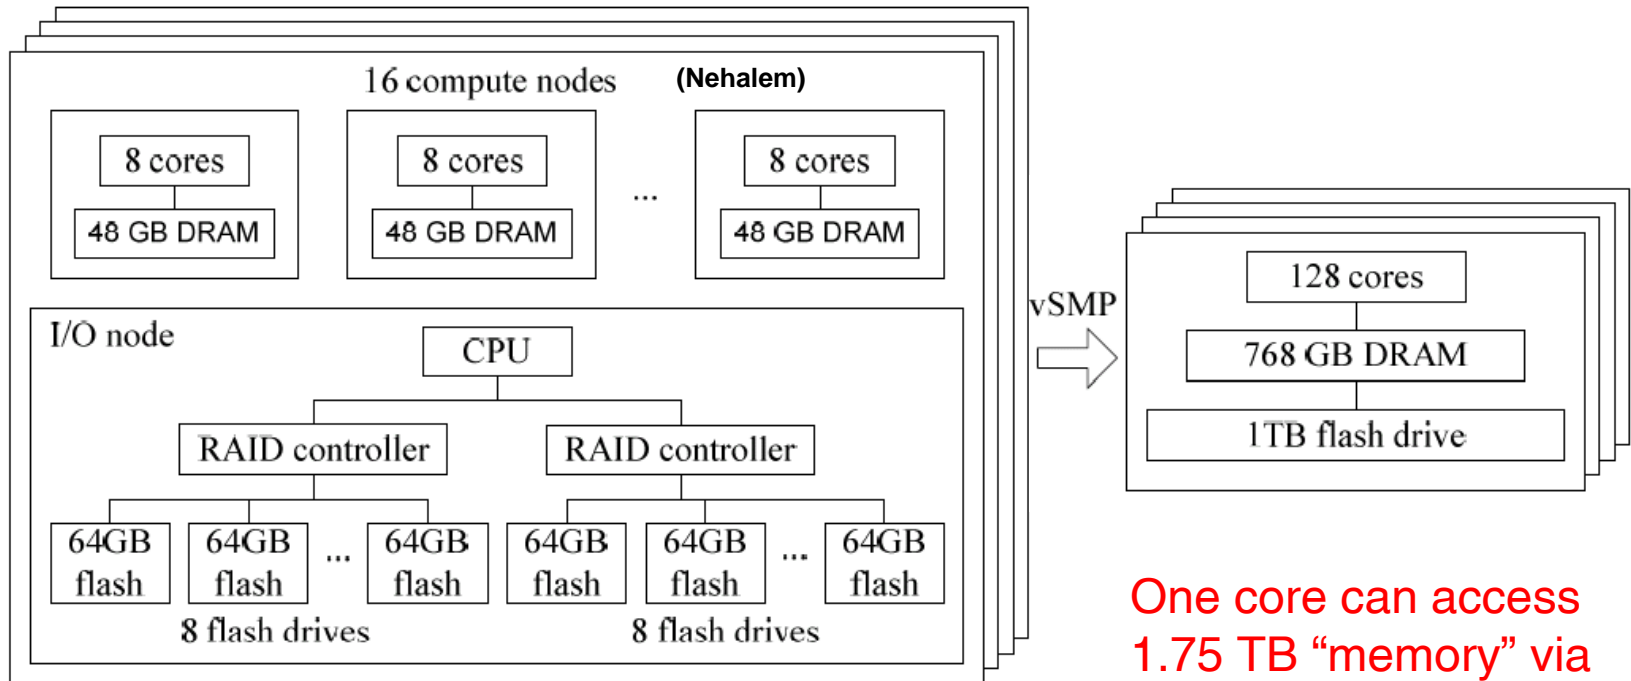 16 compute nodes (Nehalem)
8 cores 8 cores 8 cores
...
48 GB DRAM 48 GB DRAM 48 GB DRAM
I/O node
CPU
RAID controller RAID controller
64GB flash 64GB flash ... 64GB flash 64GB flash 64GB flash ... 64GB flash
8 flash drives 8 flash drives
vSMP
128 cores
768 GB DRAM
1TB flash drive
One core can access
1.75 TB “memory” via